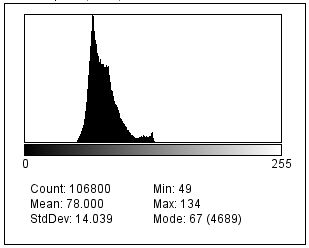 0 255
Count: 106800 Min: 49
Mean: 78.000 Max: 134
StdDev: 14.039 Mode: 67 (4689)